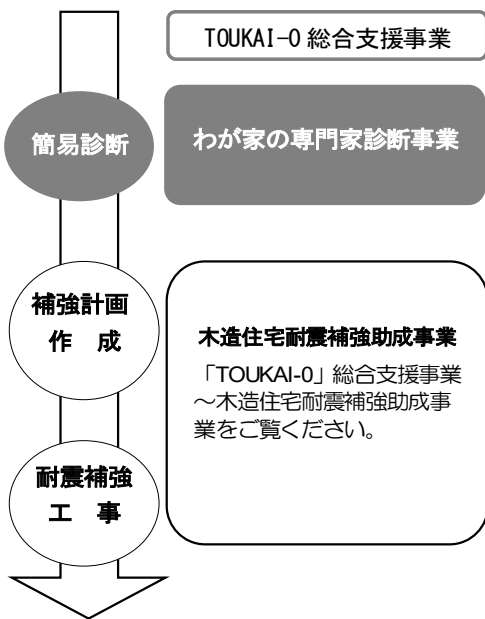 TOUKAI-0 総合支援事業
簡易診断
わが家の専門家診断事業
補強計画
作 成
木造住宅耐震補強助成事業
「TOUKAI-0」総合支援事業
～木造住宅耐震補強助成事
業をご覧ください。
耐震補強
工 事